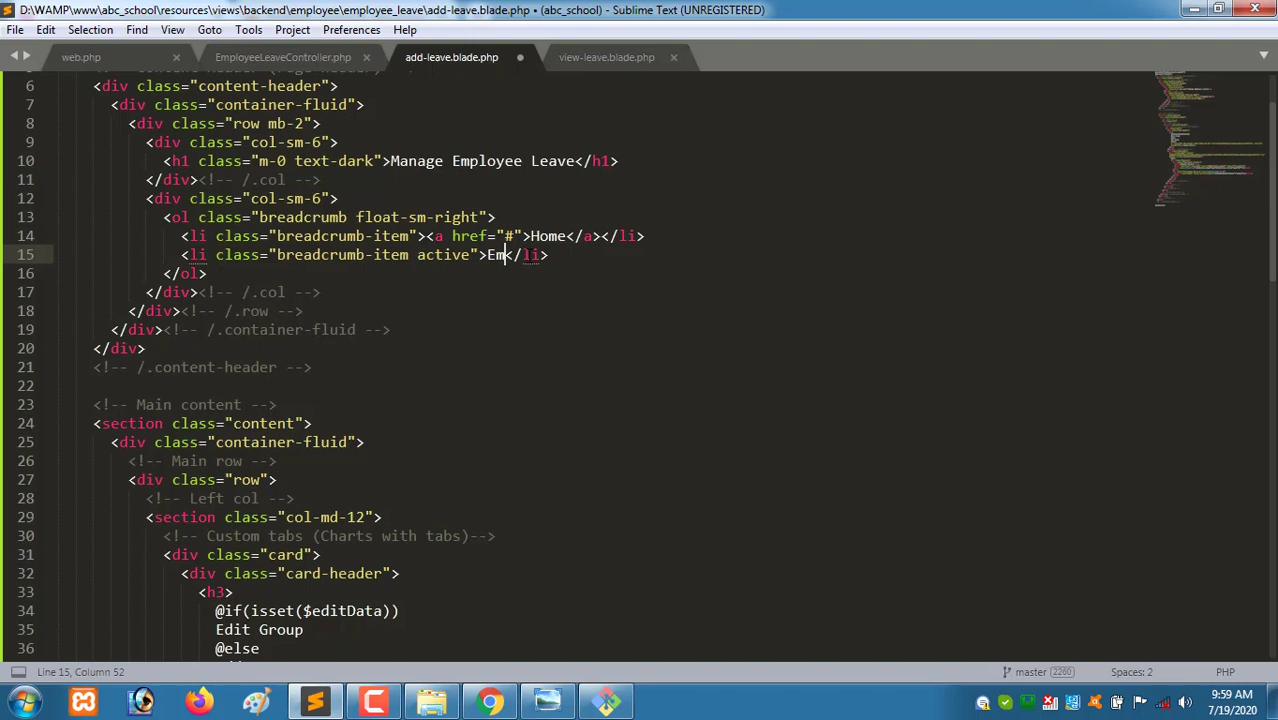 D:\WAMP\www\abc_school\resources\views\backend\employee\employee_leave\add-leave.blade.php • (abc_school) - Sublime Text (UNREGISTERED)
File Edit Selection Find View Goto Tools Project Preferences Help
web.php EmployeeLeaveController.php add-leave.blade.php view-leave.blade.php
6 <div class="content-header">
7 <div class="container-fluid">
8 <div class="row mb-2">
9 <div class="col-sm-6">
10 <h1 class="m-0 text-dark">Manage Employee Leave</h1>
11 </div><!-- /.col -->
12 <div class="col-sm-6">
13 <ol class="breadcrumb float-sm-right">
14 <li class="breadcrumb-item"><a href="#">Home</a></li>
15 <li class="breadcrumb-item active">Em</li>
16 </ol>
17 </div><!-- /.col -->
18 </div><!-- /.row -->
19 </div><!-- /.container-fluid -->
20 </div>
21 <!-- /.content-header -->
22
23 <!-- Main content -->
24 <section class="content">
25 <div class="container-fluid">
26 <!-- Main row -->
27 <div class="row">
28 <!-- Left col -->
29 <section class="col-md-12">
30 <!-- Custom tabs (Charts with tabs)-->
31 <div class="card">
32 <div class="card-header">
33 <h3>
34 @if(isset($editData))
35 Edit Group
36 @else
Line 15, Column 52 master 2260 Spaces: 2 PHP
9:59 AM
7/19/2020